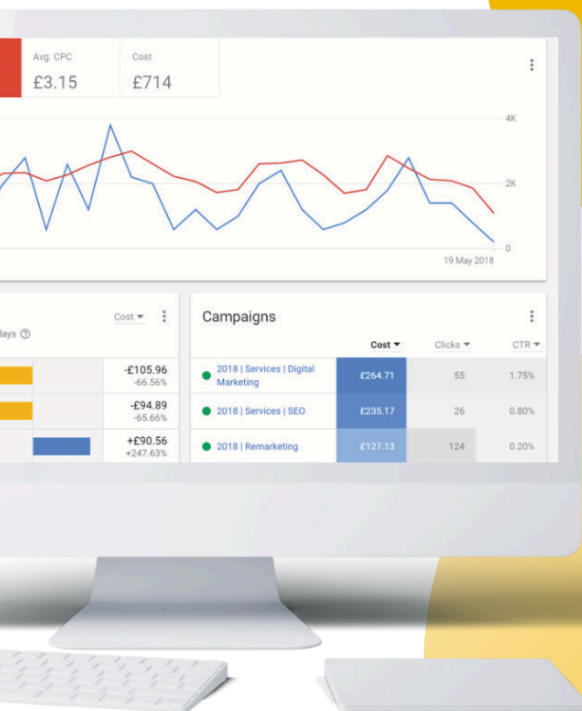 Avg. CPC
Cost
£3.15
£714
4K
2K
0
19 May 2018
Cost
-£105.96
-66.56%
-£94.89
-65.66%
+£90.56
+247.63%
Campaigns
Cost
Clicks
CTR
2018 | Services | Digital
Marketing
£264.71
55
1.75%
2018 | Services | SEO
£235.17
26
0.80%
2018 | Remarketing
£127.13
124
0.20%